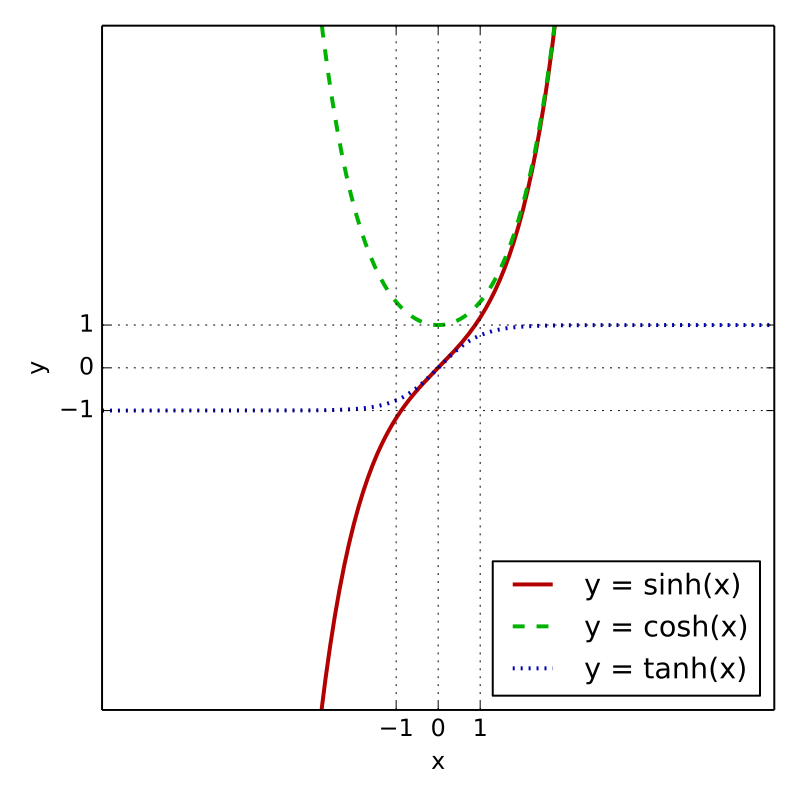 1
0
−1
y
−1 0 1
x
y = sinh(x)
y = cosh(x)
y = tanh(x)